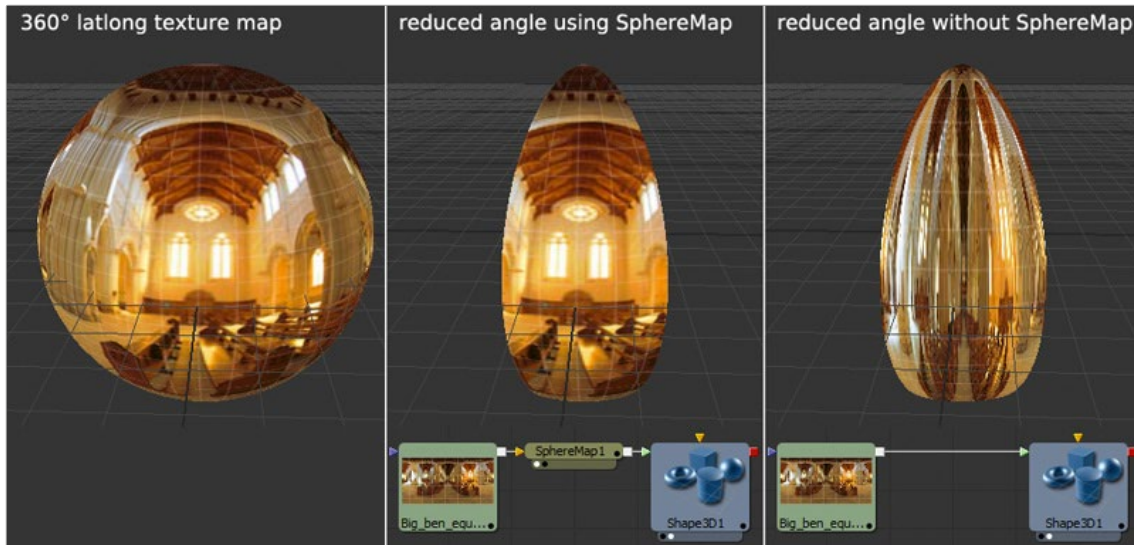 360° latlong texture map
reduced angle using SphereMap
reduced angle without SphereMap
SphereMap1
Big_ben_equ...
Shape3D1
Big_ben_equ...
Shape3D1